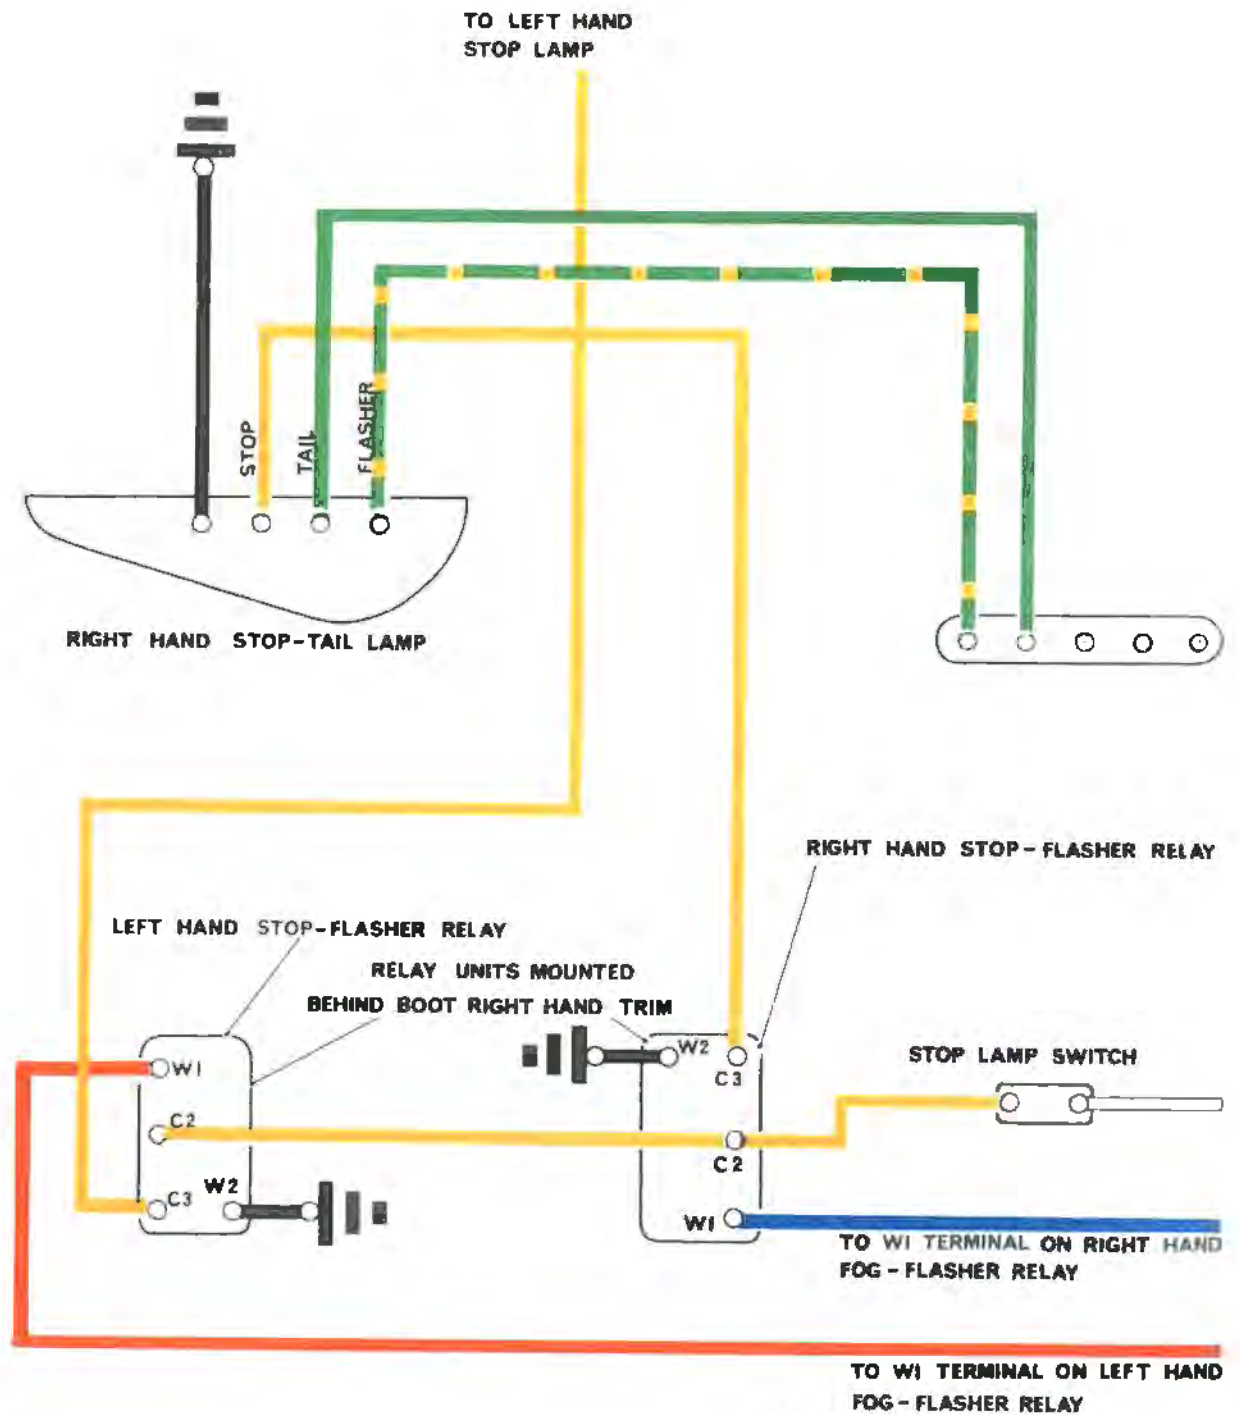 TO LEFT HAND
STOP LAMP
STOP
TAIL
FLASHER
RIGHT HAND STOP-TAIL LAMP
RIGHT HAND STOP-FLASHER RELAY
LEFT HAND STOP-FLASHER RELAY
RELAY UNITS MOUNTED
BEHIND BOOT RIGHT HAND TRIM
W2
C3
STOP LAMP SWITCH
W1
C2
C2
C3
W2
W1
TO W1 TERMINAL ON RIGHT HAND
FOG-FLASHER RELAY
TO W1 TERMINAL ON LEFT HAND
FOG-FLASHER RELAY